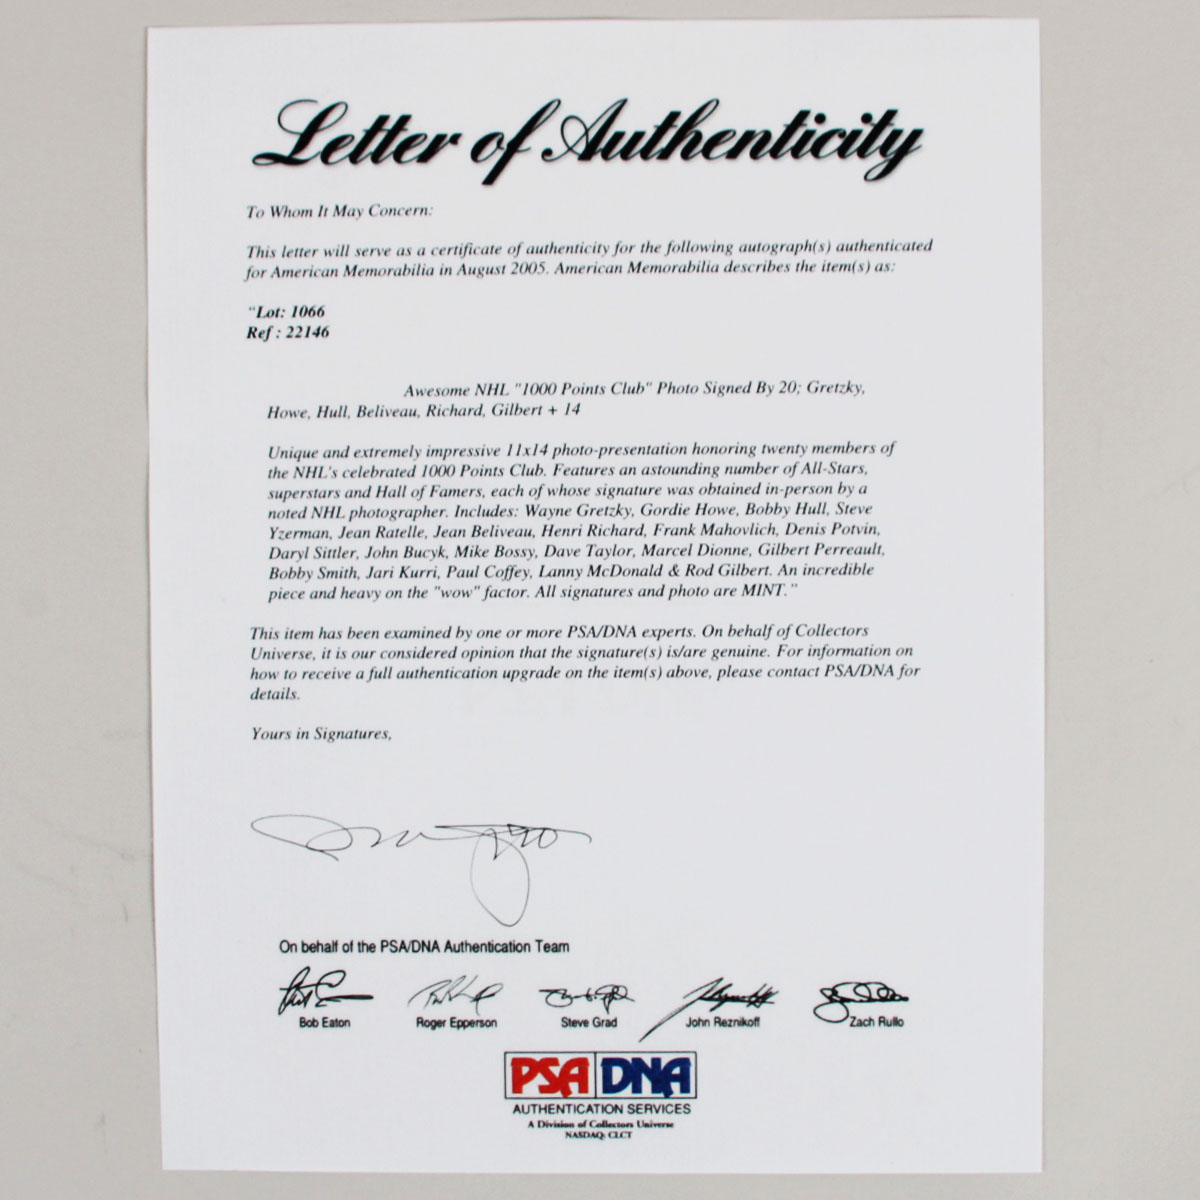 Letter of Authenticity
To Whom It May Concern:
This letter will serve as a certificate of authenticity for the following autograph(s) authenticated
for American Memorabilia in August 2005. American Memorabilia describes the item(s) as:
"Lot: 1066
Ref : 22146
Awesome NHL "1000 Points Club" Photo Signed By 20; Gretzky,
Howe, Hull, Beliveau, Richard, Gilbert + 14
Unique and extremely impressive 11x14 photo-presentation honoring twenty members of
the NHL's celebrated 1000 Points Club. Features an astounding number of All-Stars,
superstars and Hall of Famers, each of whose signature was obtained in-person by a
noted NHL photographer. Includes: Wayne Gretzky, Gordie Howe, Bobby Hull, Steve
Yzerman, Jean Ratelle, Jean Beliveau, Henri Richard, Frank Mahovlich, Denis Potvin,
Daryl Sittler, John Bucyk, Mike Bossy, Dave Taylor, Marcel Dionne, Gilbert Perreault,
Bobby Smith, Jari Kurri, Paul Coffey, Lanny McDonald & Rod Gilbert. An incredible
piece and heavy on the "wow" factor. All signatures and photo are MINT."
This item has been examined by one or more PSA/DNA experts. On behalf of Collectors
Universe, it is our considered opinion that the signature(s) is/are genuine. For information on
how to receive a full authentication upgrade on the item(s) above, please contact PSA/DNA for
details.
Yours in Signatures,
On behalf of the PSA/DNA Authentication Team
Bob Eaton Roger Epperson Steve Grad John Reznikoff Zach Rullo
PSA DNA
AUTHENTICATION SERVICES
A Division of Collectors Universe
NASDAQ: CLCT